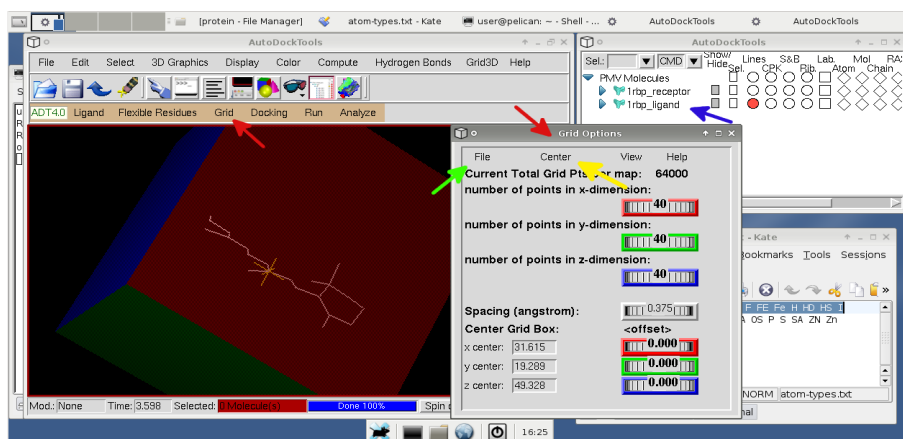 [protein - File Manager] atom-types.txt - Kate user@pelican: ~ - Shell - ... AutoDockTools AutoDockTools
AutoDockTools
File Edit Select 3D Graphics Display Color Compute Hydrogen Bonds Grid3D Help
ADT4.0 Ligand Flexible Residues Grid Docking Run Analyze
Mod.: None Time: 3.598 Selected: 0 Molecule(s) Done 100% Spin
AutoDockTools
Sel.: CMD Show/Hide Sel. Lines CPK S&B Rib. Lab. Atom Mol Chain RAS
PMV Molecules
1rbp_receptor
1rbp_ligand
Grid Options
File Center View Help
Current Total Grid Pts per map: 64000
number of points in x-dimension:
40
number of points in y-dimension:
40
number of points in z-dimension:
40
Spacing (angstrom): 0.375
Center Grid Box: <offset>
x center: 31.615 0.000
y center: 19.289 0.000
z center: 49.328 0.000
- Kate
Bookmarks Tools Sessions
F FE Fe H HD HS I
A OS P S SA ZN Zn
NORM atom-types.txt
nal
16:25